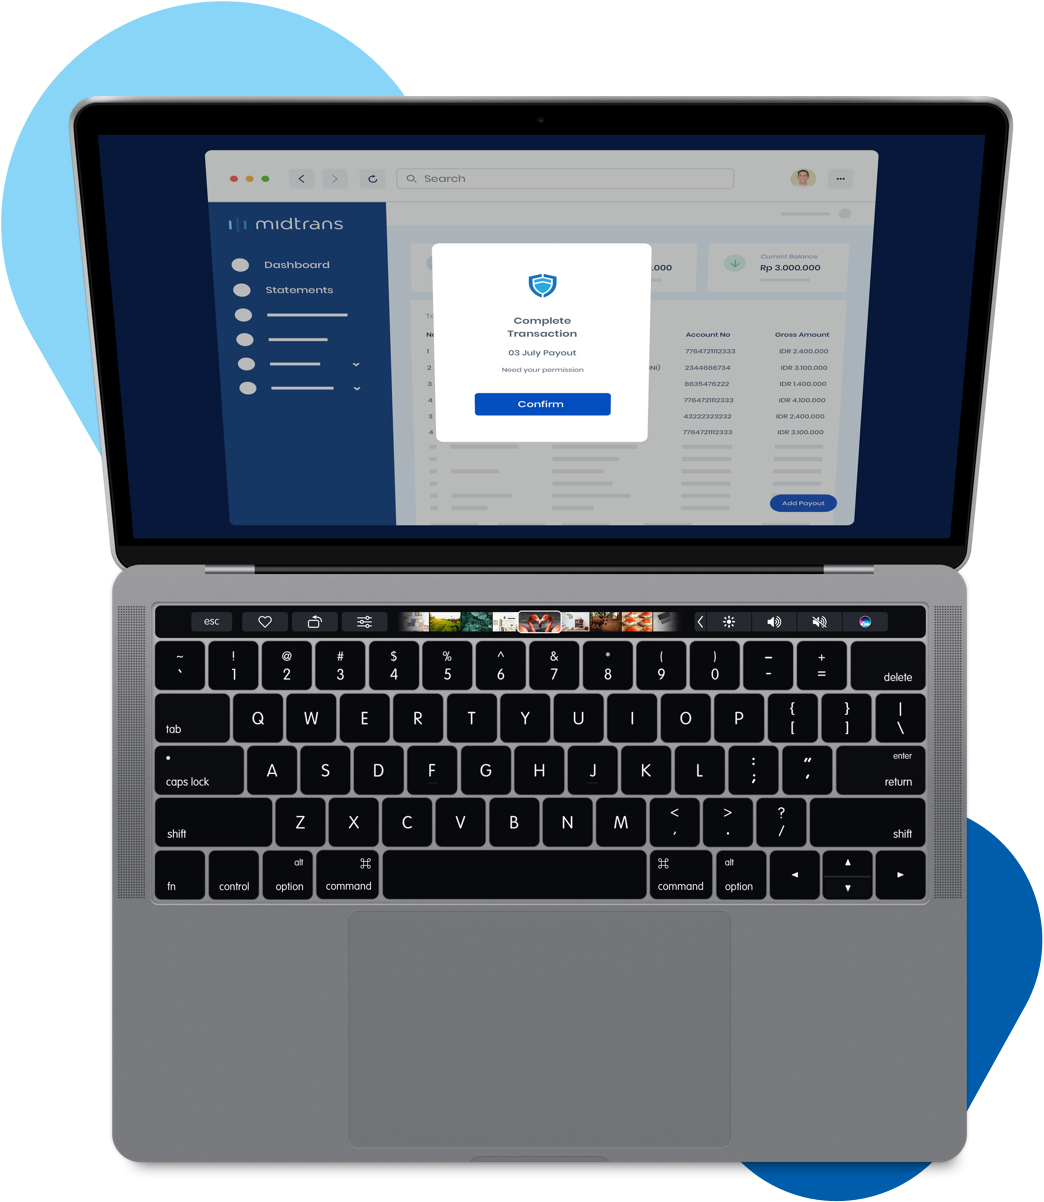 Search
midtrans
Dashboard
Statements
.000
Current Balance
Rp 3.000.000
Complete
Transaction
03 July Payout
Need your permission
Confirm
Account No Gross Amount
1 7764721112333 IDR 2.400.000
2 NI) 2344666734 IDR 3.100.000
3 8635476222 IDR 1.400.000
4 7764721112333 IDR 4.100.000
3 43222323232 IDR 2.400.000
4 7764721112333 IDR 3.100.000
Add Payout
esc
~ ! @ # $ % ^ & * ( ) – +
` 1 2 3 4 5 6 7 8 9 0 - = delete
tab Q W E R T Y U I O P { [ } ] | \
caps lock A S D F G H J K L : ; " ' enter return
shift Z X C V B N M < , > . ? / shift
fn control alt option ⌘ command ⌘ command alt option